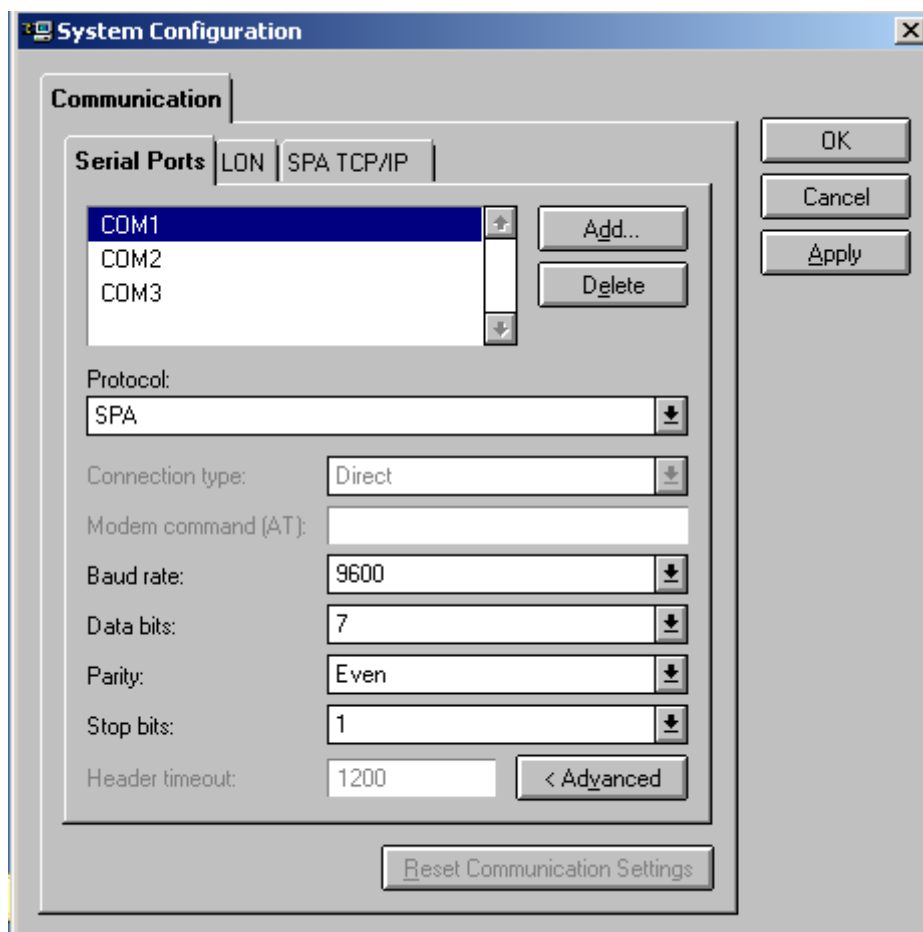 System Configuration
Communication
Serial Ports LON SPA TCP/IP
OK
Cancel
Apply
COM1
COM2
COM3
Add...
Delete
Protocol:
SPA
Connection type: Direct
Modem command (AT):
Baud rate: 9600
Data bits: 7
Parity: Even
Stop bits: 1
Header timeout: 1200 < Advanced
Reset Communication Settings